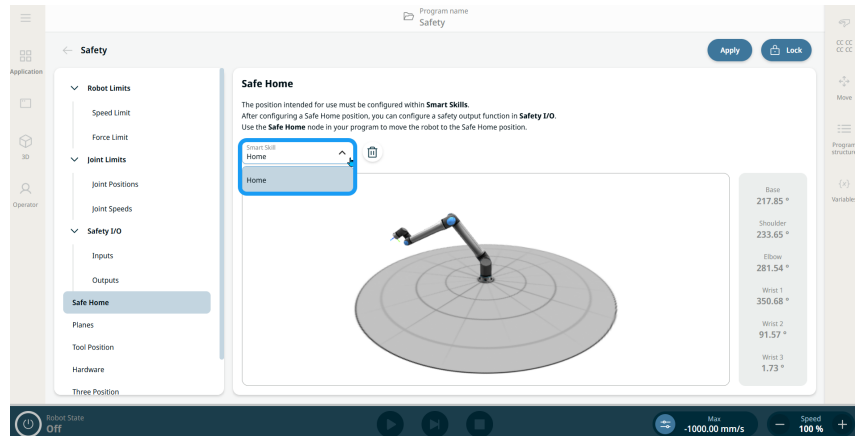 Program name
Safety
Application
3D
Operator
Safety
Apply
Lock
Robot Limits
Speed Limit
Force Limit
Joint Limits
Joint Positions
Joint Speeds
Safety I/O
Inputs
Outputs
Safe Home
Planes
Tool Position
Hardware
Three Position
Safe Home
The position intended for use must be configured within Smart Skills.
After configuring a Safe Home position, you can configure a safety output function in Safety I/O.
Use the Safe Home node in your program to move the robot to the Safe Home position.
Smart Skill
Home
Home
Base
217.85 °
Shoulder
233.65 °
Elbow
281.54 °
Wrist 1
350.68 °
Wrist 2
91.57 °
Wrist 3
1.73 °
CC CC
CC CC
Move
Program
structure
Variables
Robot State
Off
Max
-1000.00 mm/s
Speed
100 %